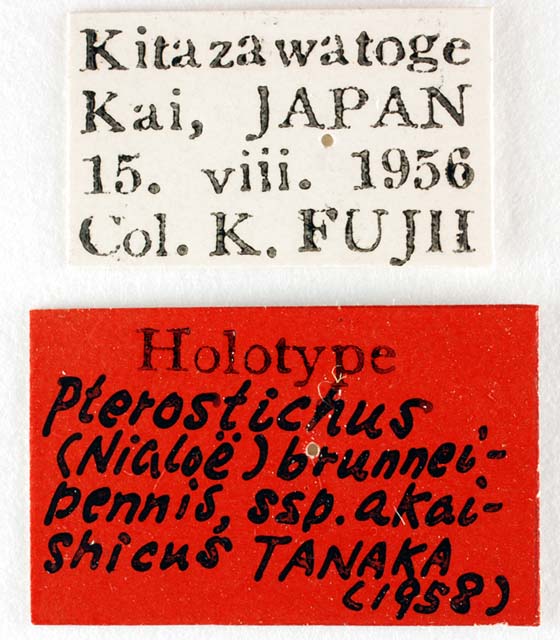 Kitazawatoge
Kai, JAPAN
15. viii. 1956
Col. K. FUJII
Holotype
Pterostichus,
(Nialoë) brunnei-
pennis, ssp. akai-
shicus TANAKA
(1958)